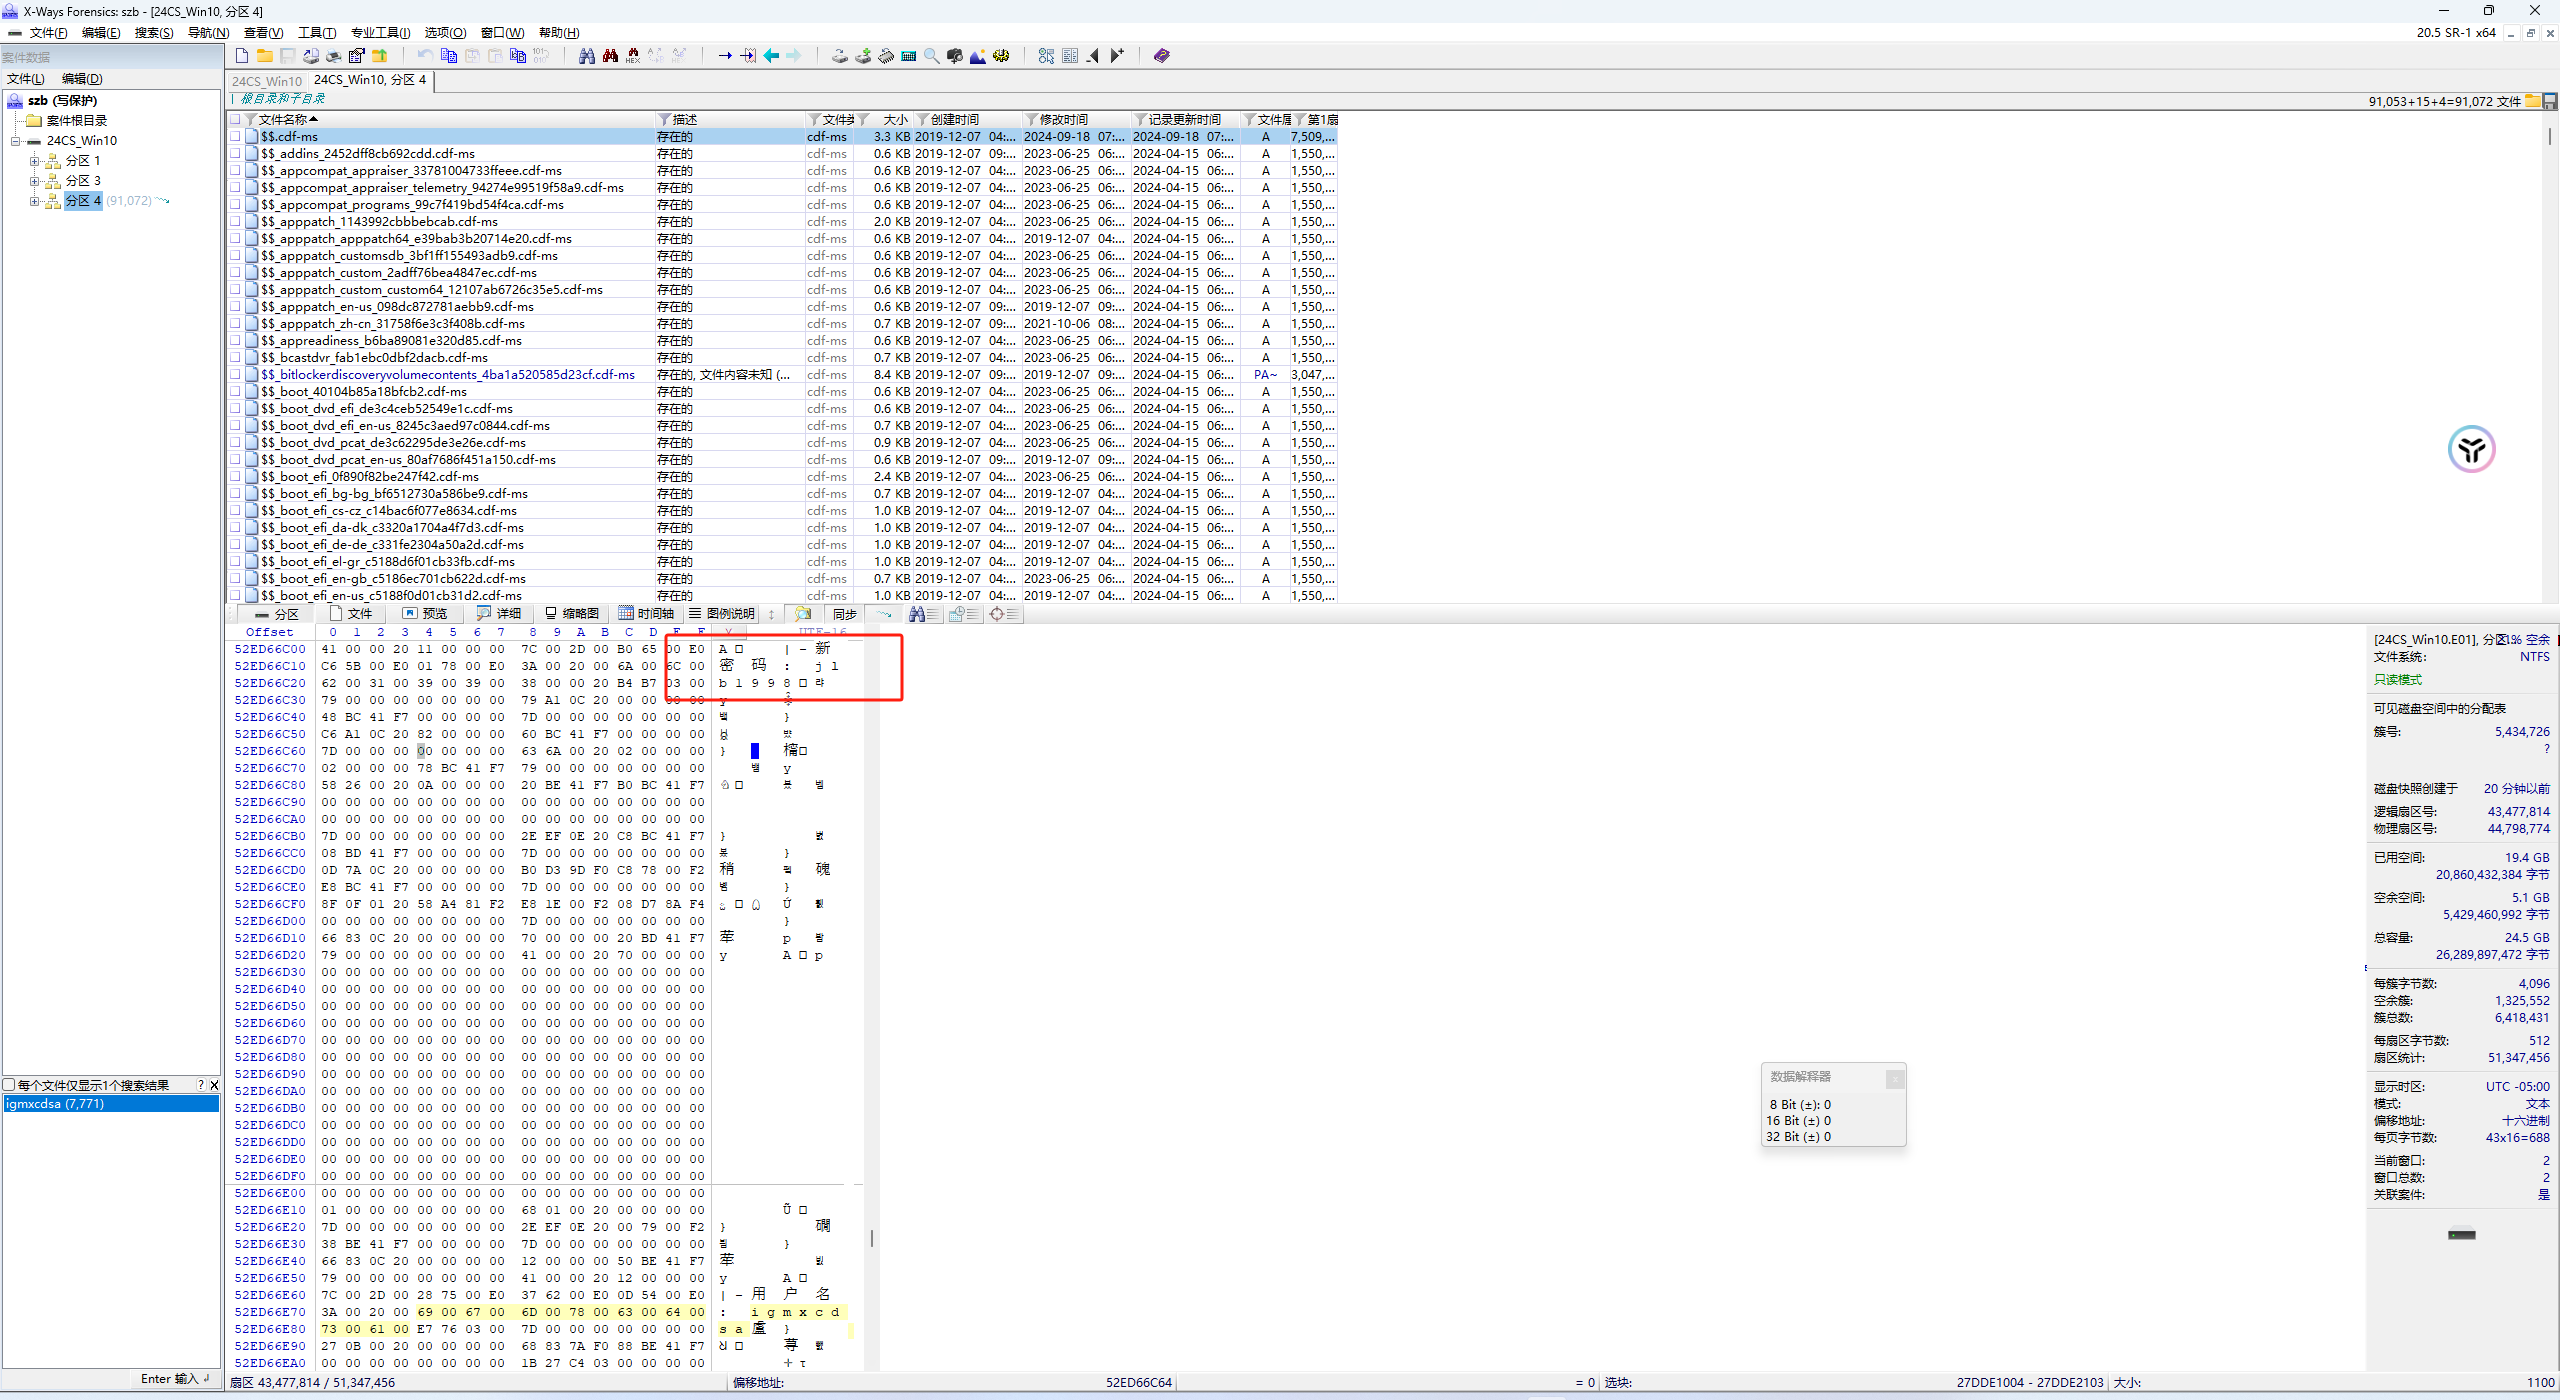 X-Ways Forensics: szb - [24CS_Win10, 分区 4]
文件(F) 编辑(E) 搜索(S) 导航(N) 查看(V) 工具(T) 专业工具(I) 选项(O) 窗口(W) 帮助(H)
20.5 SR-1 x64
案件数据
文件(L) 编辑(D)
szb (写保护)
案件根目录
24CS_Win10
分区 1
分区 3
分区 4 (91,072)
24CS_Win10
24CS_Win10, 分区 4
根目录和子目录
91,053+15+4=91,072 文件
文件名称 描述 文件类 大小 创建时间 修改时间 记录更新时间 文件属 第1扇
$$.cdf-ms 存在的 cdf-ms 3.3 KB 2019-12-07 04:... 2024-09-18 07:... 2024-09-18 07:... A 7,509,...
$$_addins_2452dff8cb692cdd.cdf-ms 存在的 cdf-ms 0.6 KB 2019-12-07 09:... 2023-06-25 06:... 2024-04-15 06:... A 1,550,...
$$_appcompat_appraiser_33781004733ffeee.cdf-ms 存在的 cdf-ms 0.6 KB 2019-12-07 04:... 2023-06-25 06:... 2024-04-15 06:... A 1,550,...
$$_appcompat_appraiser_telemetry_94274e99519f58a9.cdf-ms 存在的 cdf-ms 0.6 KB 2019-12-07 04:... 2023-06-25 06:... 2024-04-15 06:... A 1,550,...
$$_appcompat_programs_99c7f419bd54f4ca.cdf-ms 存在的 cdf-ms 0.6 KB 2019-12-07 04:... 2023-06-25 06:... 2024-04-15 06:... A 1,550,...
$$_apppatch_1143992cbbbebcab.cdf-ms 存在的 cdf-ms 2.0 KB 2019-12-07 04:... 2023-06-25 06:... 2024-04-15 06:... A 1,550,...
$$_apppatch_apppatch64_e39bab3b20714e20.cdf-ms 存在的 cdf-ms 0.6 KB 2019-12-07 04:... 2019-12-07 04:... 2024-04-15 06:... A 1,550,...
$$_apppatch_customsdb_3bf1ff155493adb9.cdf-ms 存在的 cdf-ms 0.6 KB 2019-12-07 04:... 2023-06-25 06:... 2024-04-15 06:... A 1,550,...
$$_apppatch_custom_2adff76bea4847ec.cdf-ms 存在的 cdf-ms 0.6 KB 2019-12-07 04:... 2023-06-25 06:... 2024-04-15 06:... A 1,550,...
$$_apppatch_custom_custom64_12107ab6726c35e5.cdf-ms 存在的 cdf-ms 0.6 KB 2019-12-07 04:... 2023-06-25 06:... 2024-04-15 06:... A 1,550,...
$$_apppatch_en-us_098dc872781aebb9.cdf-ms 存在的 cdf-ms 0.6 KB 2019-12-07 09:... 2019-12-07 09:... 2024-04-15 06:... A 1,550,...
$$_apppatch_zh-cn_31758f6e3c3f408b.cdf-ms 存在的 cdf-ms 0.7 KB 2019-12-07 09:... 2021-10-06 08:... 2024-04-15 06:... A 1,550,...
$$_appreadiness_b6ba89081e320d85.cdf-ms 存在的 cdf-ms 0.6 KB 2019-12-07 04:... 2023-06-25 06:... 2024-04-15 06:... A 1,550,...
$$_bcastdvr_fab1ebc0dbf2dacb.cdf-ms 存在的 cdf-ms 0.7 KB 2019-12-07 04:... 2023-06-25 06:... 2024-04-15 06:... A 1,550,...
$$_bitlockerdiscoveryvolumecontents_4ba1a520585d23cf.cdf-ms 存在的, 文件内容未知 (... cdf-ms 8.4 KB 2019-12-07 09:... 2019-12-07 09:... 2024-04-15 06:... PA~ 3,047,...
$$_boot_40104b85a18bfcb2.cdf-ms 存在的 cdf-ms 0.6 KB 2019-12-07 04:... 2023-06-25 06:... 2024-04-15 06:... A 1,550,...
$$_boot_dvd_efi_de3c4ceb52549e1c.cdf-ms 存在的 cdf-ms 0.6 KB 2019-12-07 04:... 2023-06-25 06:... 2024-04-15 06:... A 1,550,...
$$_boot_dvd_efi_en-us_8245c3aed97c0844.cdf-ms 存在的 cdf-ms 0.7 KB 2019-12-07 04:... 2023-06-25 06:... 2024-04-15 06:... A 1,550,...
$$_boot_dvd_pcat_de3c62295de3e26e.cdf-ms 存在的 cdf-ms 0.9 KB 2019-12-07 04:... 2023-06-25 06:... 2024-04-15 06:... A 1,550,...
$$_boot_dvd_pcat_en-us_80af7686f451a150.cdf-ms 存在的 cdf-ms 0.6 KB 2019-12-07 09:... 2023-06-25 06:... 2024-04-15 06:... A 1,550,...
$$_boot_efi_0f890f82be247f42.cdf-ms 存在的 cdf-ms 2.4 KB 2019-12-07 04:... 2023-06-25 06:... 2024-04-15 06:... A 1,550,...
$$_boot_efi_bg-bg_bf6512730a586be9.cdf-ms 存在的 cdf-ms 0.7 KB 2019-12-07 04:... 2019-12-07 04:... 2024-04-15 06:... A 1,550,...
$$_boot_efi_cs-cz_c14bac6f077e8634.cdf-ms 存在的 cdf-ms 1.0 KB 2019-12-07 04:... 2019-12-07 04:... 2024-04-15 06:... A 1,550,...
$$_boot_efi_da-dk_c3320a1704a4f7d3.cdf-ms 存在的 cdf-ms 1.0 KB 2019-12-07 04:... 2019-12-07 04:... 2024-04-15 06:... A 1,550,...
$$_boot_efi_de-de_c331fe2304a50a2d.cdf-ms 存在的 cdf-ms 1.0 KB 2019-12-07 04:... 2019-12-07 04:... 2024-04-15 06:... A 1,550,...
$$_boot_efi_el-gr_c5188d6f01cb33fb.cdf-ms 存在的 cdf-ms 1.0 KB 2019-12-07 04:... 2019-12-07 04:... 2024-04-15 06:... A 1,550,...
$$_boot_efi_en-gb_c5186ec701cb622d.cdf-ms 存在的 cdf-ms 0.7 KB 2019-12-07 04:... 2023-06-25 06:... 2024-04-15 06:... A 1,550,...
$$_boot_efi_en-us_c5188f0d01cb31d2.cdf-ms 存在的 cdf-ms 1.0 KB 2019-12-07 04:... 2019-12-07 04:... 2024-04-15 06:... A 1,550,...
分区 文件 预览 详细 缩略图 时间轴 图例说明 同步
Offset 0 1 2 3 4 5 6 7 8 9 A B C D E F UTF-16
52ED66C00 41 00 00 20 11 00 00 00 7C 00 2D 00 B0 65 00 E0 A |-新
52ED66C10 C6 5B 00 E0 01 78 00 E0 3A 00 20 00 6A 00 6C 00 密 码 : jl
52ED66C20 62 00 31 00 39 00 39 00 38 00 00 20 B4 B7 03 00 b1998
52ED66C30 79 00 00 00 00 00 00 00 79 A1 0C 20 00 00 00 00 y
52ED66C40 48 BC 41 F7 00 00 00 00 7D 00 00 00 00 00 00 00 }
52ED66C50 C6 A1 0C 20 82 00 00 00 60 BC 41 F7 00 00 00 00
52ED66C60 7D 00 00 00 00 00 00 00 63 6A 00 20 02 00 00 00 }
52ED66C70 02 00 00 00 78 BC 41 F7 79 00 00 00 00 00 00 00 y
52ED66C80 58 26 00 20 0A 00 00 00 20 BE 41 F7 B0 BC 41 F7
52ED66C90 00 00 00 00 00 00 00 00 00 00 00 00 00 00 00 00
52ED66CA0 00 00 00 00 00 00 00 00 00 00 00 00 00 00 00 00
52ED66CB0 7D 00 00 00 00 00 00 00 2E EF 0E 20 C8 BC 41 F7 }
52ED66CC0 08 BD 41 F7 00 00 00 00 7D 00 00 00 00 00 00 00 }
52ED66CD0 0D 7A 0C 20 00 00 00 00 B0 D3 9D F0 C8 78 00 F2 稍 磈
52ED66CE0 E8 BC 41 F7 00 00 00 00 7D 00 00 00 00 00 00 00 }
52ED66CF0 8F 0F 01 20 58 A4 81 F2 E8 1E 00 F2 08 D7 8A F4
52ED66D00 00 00 00 00 00 00 00 00 7D 00 00 00 00 00 00 00 }
52ED66D10 66 83 0C 20 00 00 00 00 70 00 00 00 20 BD 41 F7 荦 p
52ED66D20 79 00 00 00 00 00 00 00 41 00 00 20 70 00 00 00 y A p
52ED66D30 00 00 00 00 00 00 00 00 00 00 00 00 00 00 00 00
52ED66D40 00 00 00 00 00 00 00 00 00 00 00 00 00 00 00 00
52ED66D50 00 00 00 00 00 00 00 00 00 00 00 00 00 00 00 00
52ED66D60 00 00 00 00 00 00 00 00 00 00 00 00 00 00 00 00
52ED66D70 00 00 00 00 00 00 00 00 00 00 00 00 00 00 00 00
52ED66D80 00 00 00 00 00 00 00 00 00 00 00 00 00 00 00 00
52ED66D90 00 00 00 00 00 00 00 00 00 00 00 00 00 00 00 00
52ED66DA0 00 00 00 00 00 00 00 00 00 00 00 00 00 00 00 00
52ED66DB0 00 00 00 00 00 00 00 00 00 00 00 00 00 00 00 00
52ED66DC0 00 00 00 00 00 00 00 00 00 00 00 00 00 00 00 00
52ED66DD0 00 00 00 00 00 00 00 00 00 00 00 00 00 00 00 00
52ED66DE0 00 00 00 00 00 00 00 00 00 00 00 00 00 00 00 00
52ED66DF0 00 00 00 00 00 00 00 00 00 00 00 00 00 00 00 00
52ED66E00 00 00 00 00 00 00 00 00 00 00 00 00 00 00 00 00
52ED66E10 01 00 00 00 00 00 00 00 68 01 00 20 00 00 00 00 Ũ
52ED66E20 7D 00 00 00 00 00 00 00 2E EF 0E 20 00 79 00 F2 }
52ED66E30 38 BE 41 F7 00 00 00 00 7D 00 00 00 00 00 00 00 }
52ED66E40 66 83 0C 20 00 00 00 00 12 00 00 00 50 BE 41 F7 荦
52ED66E50 79 00 00 00 00 00 00 00 41 00 00 20 12 00 00 00 y A
52ED66E60 7C 00 2D 00 28 75 00 E0 37 62 00 E0 0D 54 00 E0 |-用 户 名
52ED66E70 3A 00 20 00 69 00 67 00 6D 00 78 00 63 00 64 00 : igmxcd
52ED66E80 73 00 61 00 E7 76 03 00 7D 00 00 00 00 00 00 00 sa盧 }
52ED66E90 27 0B 00 20 00 00 00 00 68 83 7A F0 88 BE 41 F7
52ED66EA0 00 00 00 00 00 00 00 00 1B 27 C4 03 00 00 00 00
每个文件仅显示1个搜索结果
igmxcdsa (7,771)
Enter 输入
数据解释器
8 Bit (±): 0
16 Bit (±) 0
32 Bit (±) 0
[24CS_Win10.E01], 分区 % 空余
文件系统: NTFS
只读模式
可见磁盘空间中的分配表
簇号: 5,434,726
?
磁盘快照创建于 20 分钟以前
逻辑扇区号: 43,477,814
物理扇区号: 44,798,774
已用空间: 19.4 GB
20,860,432,384 字节
空余空间: 5.1 GB
5,429,460,992 字节
总容量: 24.5 GB
26,289,897,472 字节
每簇字节数: 4,096
空余簇: 1,325,552
簇总数: 6,418,431
每扇区字节数: 512
扇区统计: 51,347,456
显示时区: UTC -05:00
模式: 文本
偏移地址: 十六进制
每页字节数: 43x16=688
当前窗口: 2
窗口总数: 2
关联案件: 是
扇区 43,477,814 / 51,347,456 偏移地址: 52ED66C64 = 0 选块: 27DDE1004 - 27DDE2103 大小: 1100